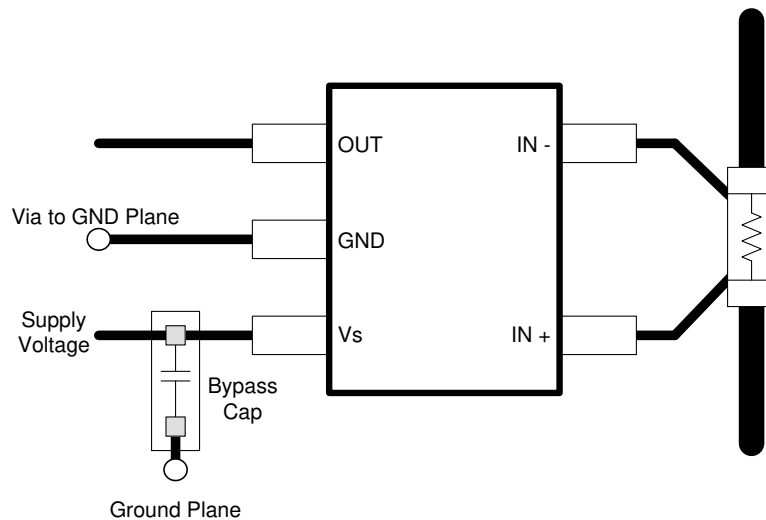 OUT
IN -
Via to GND Plane
GND
Supply
Voltage
Vs
IN +
Bypass
Cap
Ground Plane